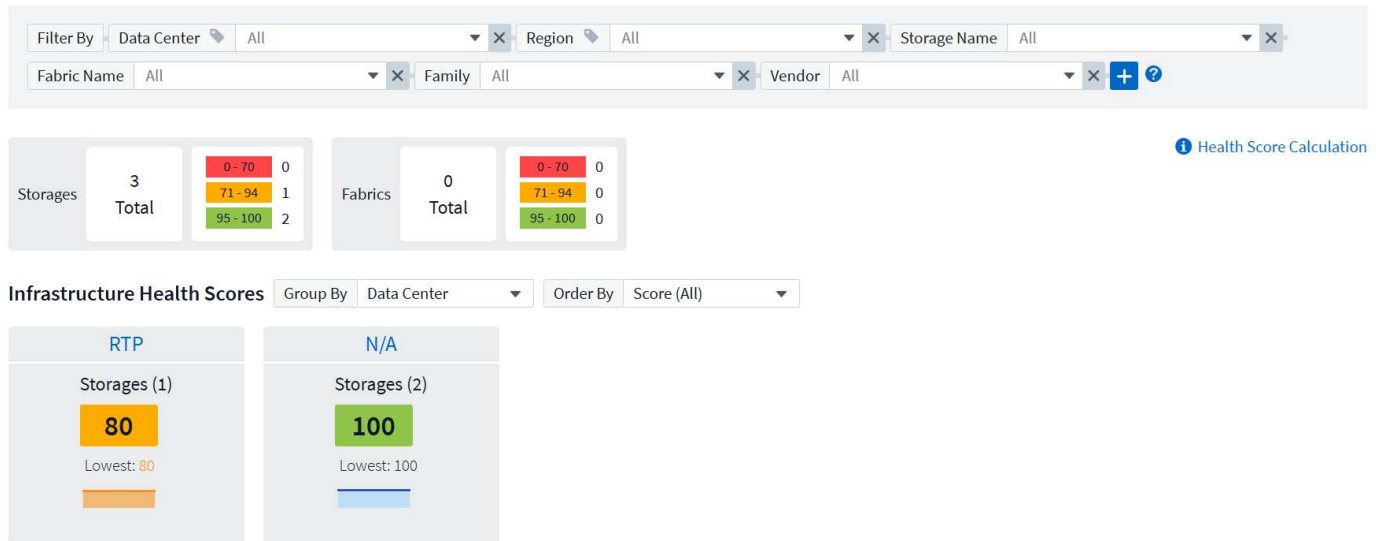 Filter By Data Center All Region All Storage Name All
Fabric Name All Family All Vendor All + ?
Health Score Calculation
Storages 3 Total 0 - 70 0 71 - 94 1 95 - 100 2
Fabrics 0 Total 0 - 70 0 71 - 94 0 95 - 100 0
Infrastructure Health Scores Group By Data Center Order By Score (All)
RTP
Storages (1)
80
Lowest: 80
N/A
Storages (2)
100
Lowest: 100